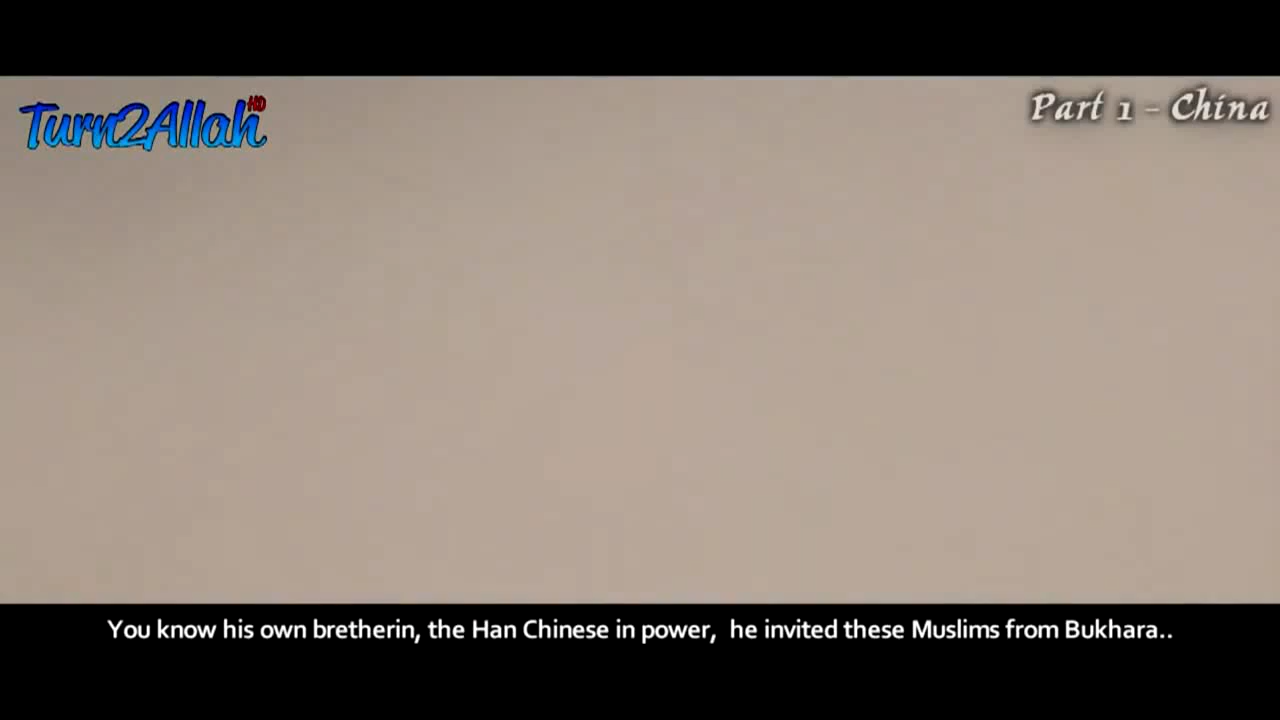 Turn2Allah HD
Part 1 - China
You know his own bretherin, the Han Chinese in power, he invited these Muslims from Bukhara..